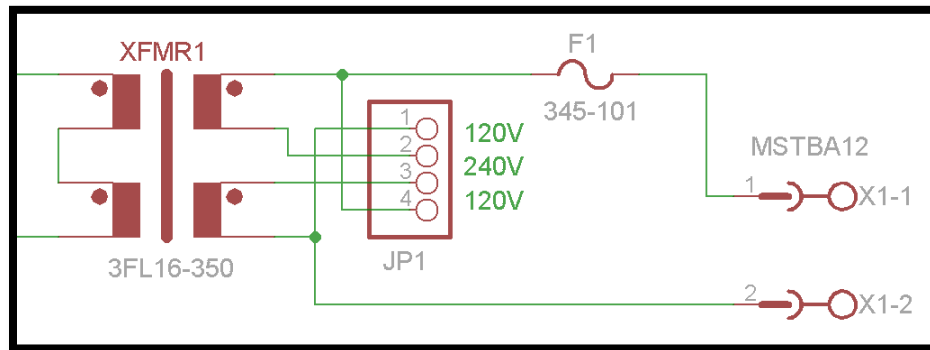 XFMR1
3FL16-350
1
2
3
4
120V
240V
120V
JP1
F1
345-101
MSTBA12
1
X1-1
2
X1-2